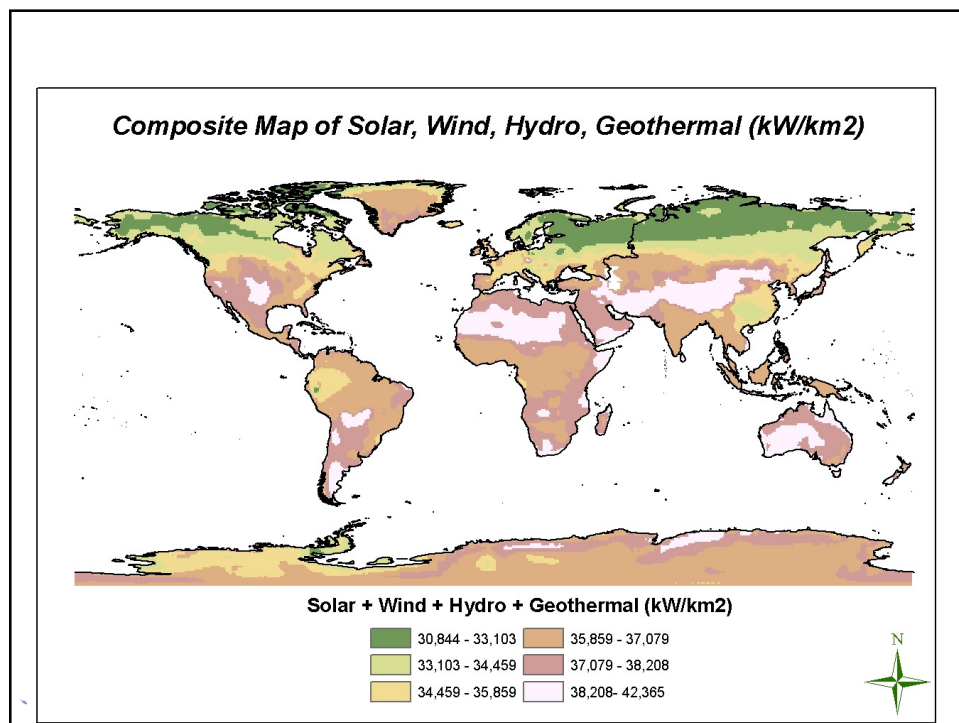 Composite Map of Solar, Wind, Hydro, Geothermal (kW/km2)
Solar + Wind + Hydro + Geothermal (kW/km2)
30,844 - 33,103
33,103 - 34,459
34,459 - 35,859
35,859 - 37,079
37,079 - 38,208
38,208- 42,365
N